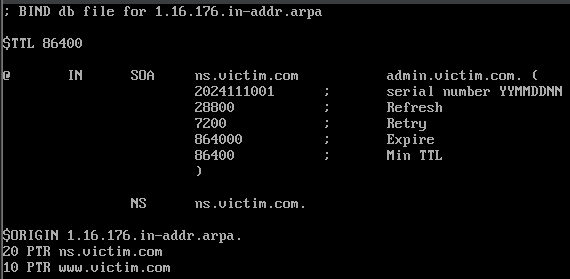 ; BIND db file for 1.16.176.in-addr.arpa
$TTL 86400
@ IN SOA ns.victim.com admin.victim.com. (
2024111001 ; serial number YYMMDDNN
28800 ; Refresh
7200 ; Retry
864000 ; Expire
86400 ; Min TTL
)
NS ns.victim.com.
$ORIGIN 1.16.176.in-addr.arpa.
20 PTR ns.victim.com
10 PTR www.victim.com